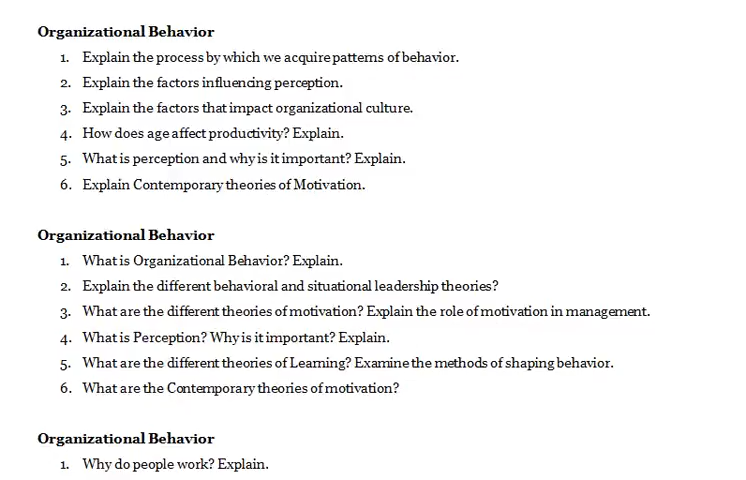 Organizational Behavior
1. Explain the process by which we acquire patterns of behavior.
2. Explain the factors influencing perception.
3. Explain the factors that impact organizational culture.
4. How does age affect productivity? Explain.
5. What is perception and why is it important? Explain.
6. Explain Contemporary theories of Motivation.
Organizational Behavior
1. What is Organizational Behavior? Explain.
2. Explain the different behavioral and situational leadership theories?
3. What are the different theories of motivation? Explain the role of motivation in management.
4. What is Perception? Why is it important? Explain.
5. What are the different theories of Learning? Examine the methods of shaping behavior.
6. What are the Contemporary theories of motivation?
Organizational Behavior
1. Why do people work? Explain.